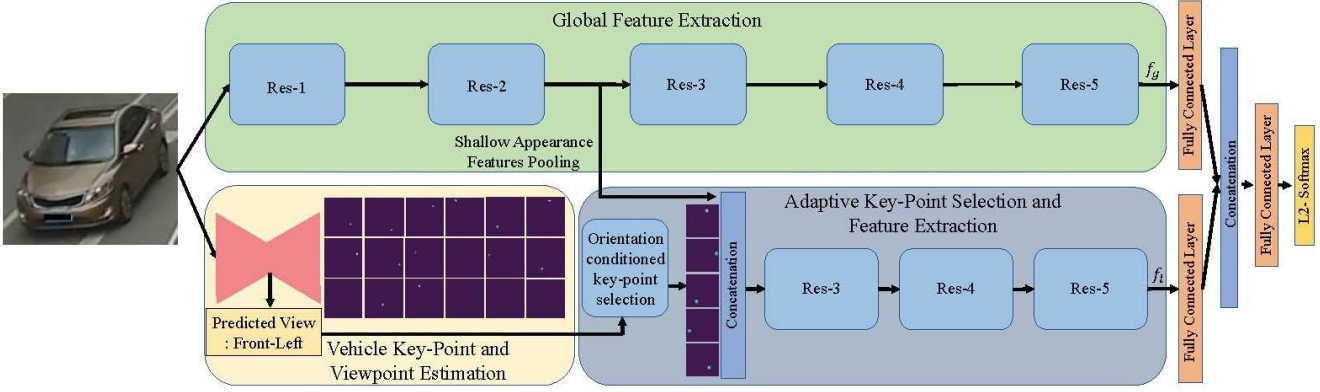 Global Feature Extraction
Res-1
Res-2
Res-3
Res-4
Res-5
f_g
Shallow Appearance
Features Pooling
Fully Connected Layer
Predicted View
: Front-Left
Vehicle Key-Point and
Viewpoint Estimation
Orientation
conditioned
key-point
selection
Concatenation
Adaptive Key-Point Selection and
Feature Extraction
Res-3
Res-4
Res-5
f_l
Fully Connected Layer
Concatenation
Fully Connected Layer
L2- Softmax